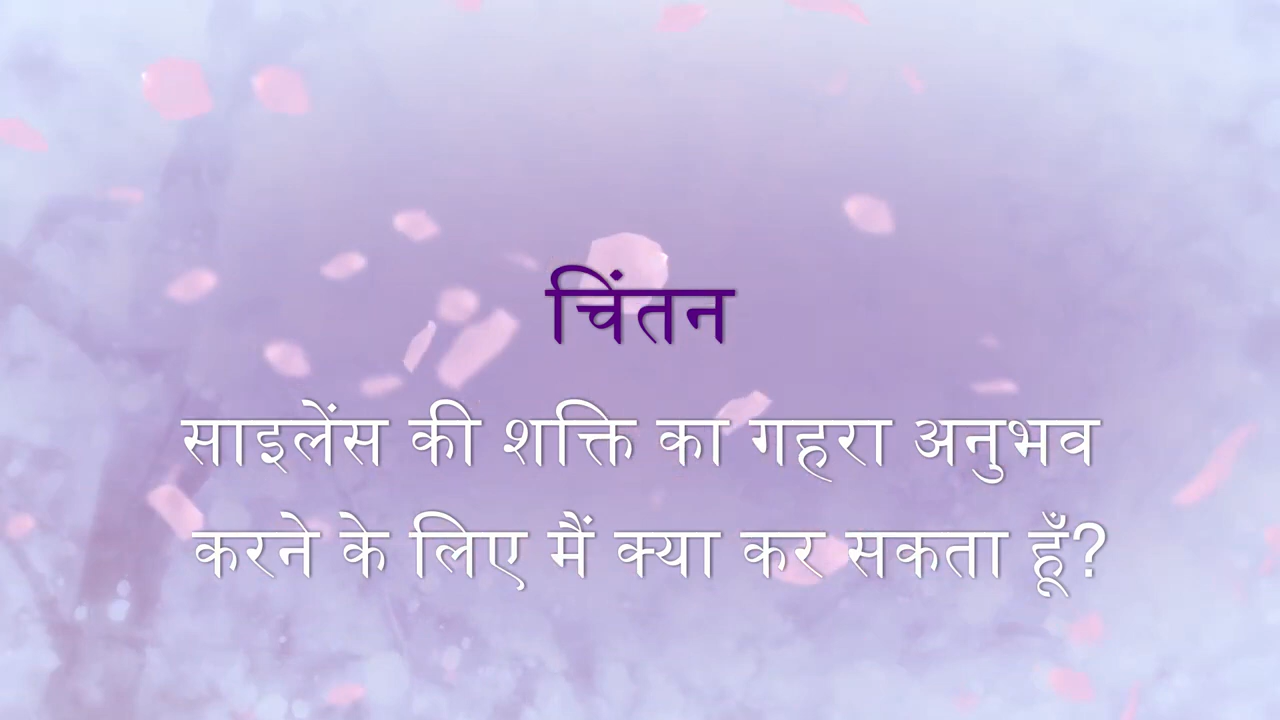 चिंतन
साइलेंस की शक्ति का गहरा अनुभव
करने के लिए मैं क्या कर सकता हूँ?